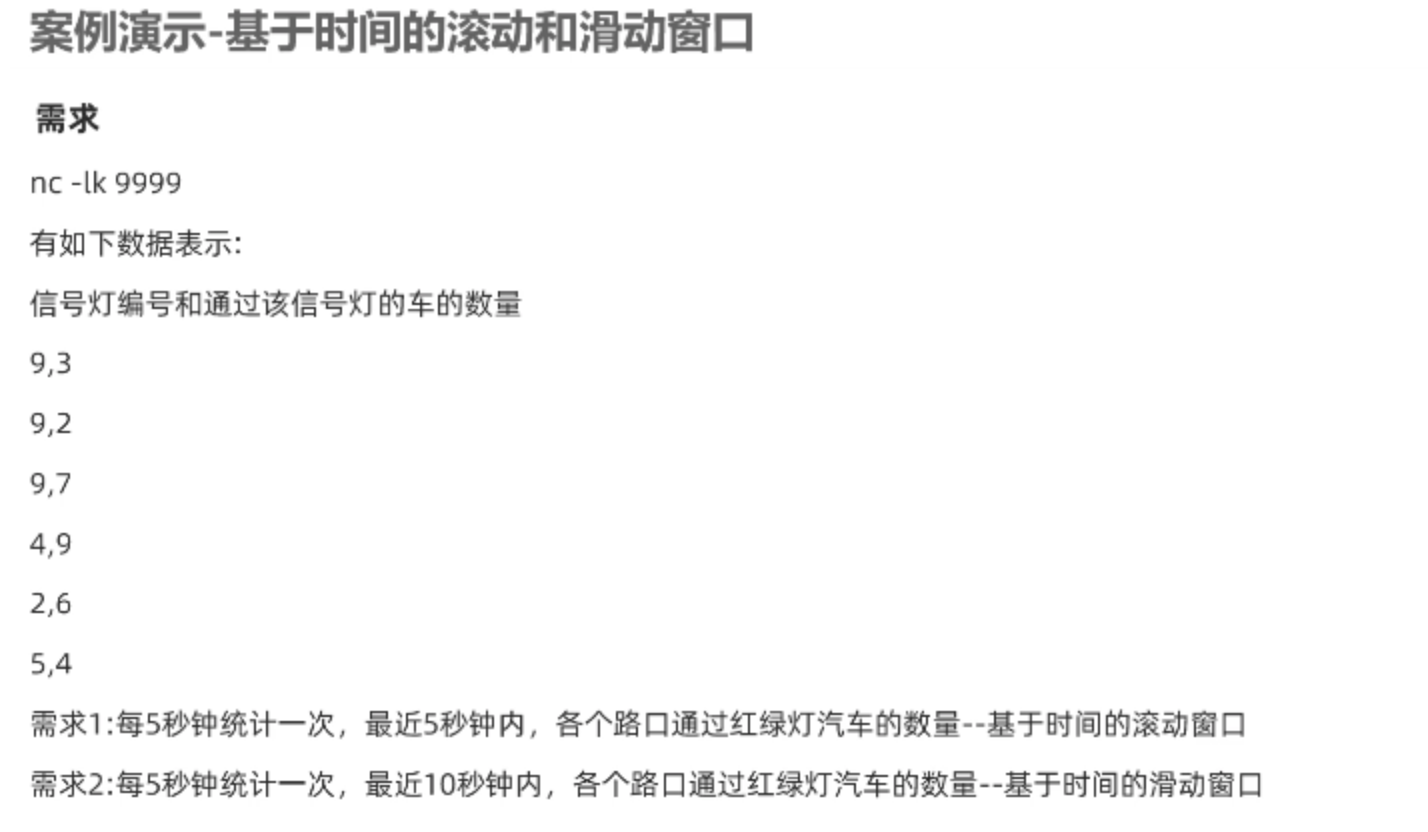 案例演示-基于时间的滚动和滑动窗口
需求
nc -lk 9999
有如下数据表示:
信号灯编号和通过该信号灯的车的数量
9,3
9,2
9,7
4,9
2,6
5,4
需求1:每5秒钟统计一次，最近5秒钟内，各个路口通过红绿灯汽车的数量--基于时间的滚动窗口
需求2:每5秒钟统计一次，最近10秒钟内，各个路口通过红绿灯汽车的数量--基于时间的滑动窗口